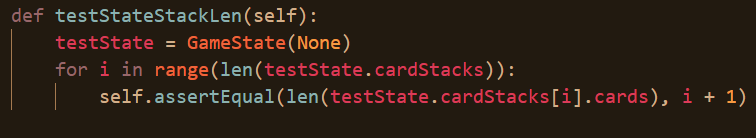 def testStateStackLen(self):
    testState = GameState(None)
    for i in range(len(testState.cardStacks)):
        self.assertEqual(len(testState.cardStacks[i].cards), i + 1)